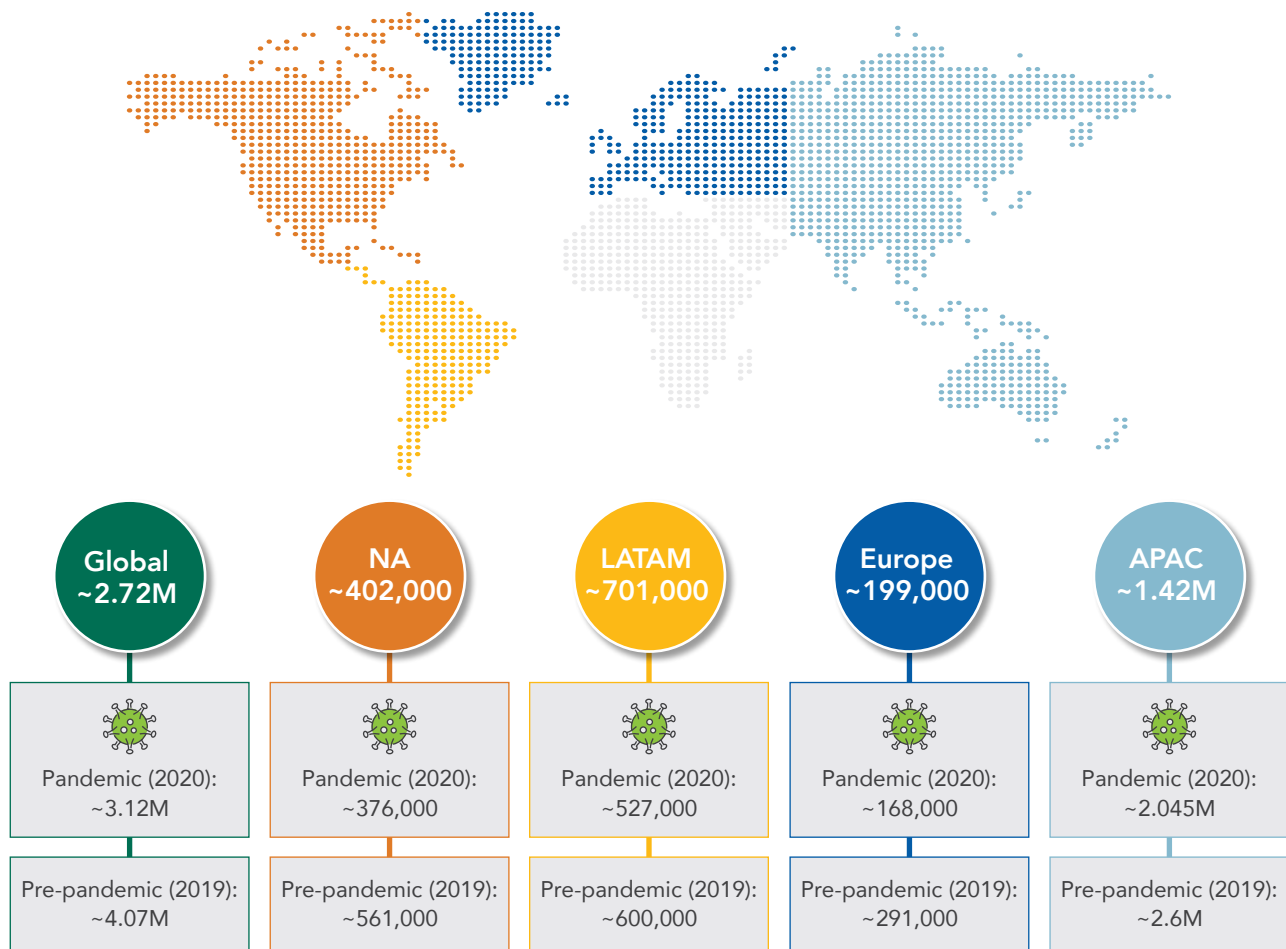 Global
~2.72M
NA
~402,000
LATAM
~701,000
Europe
~199,000
APAC
~1.42M
Pandemic (2020):
~3.12M
Pandemic (2020):
~376,000
Pandemic (2020):
~527,000
Pandemic (2020):
~168,000
Pandemic (2020):
~2.045M
Pre-pandemic (2019):
~4.07M
Pre-pandemic (2019):
~561,000
Pre-pandemic (2019):
~600,000
Pre-pandemic (2019):
~291,000
Pre-pandemic (2019):
~2.6M